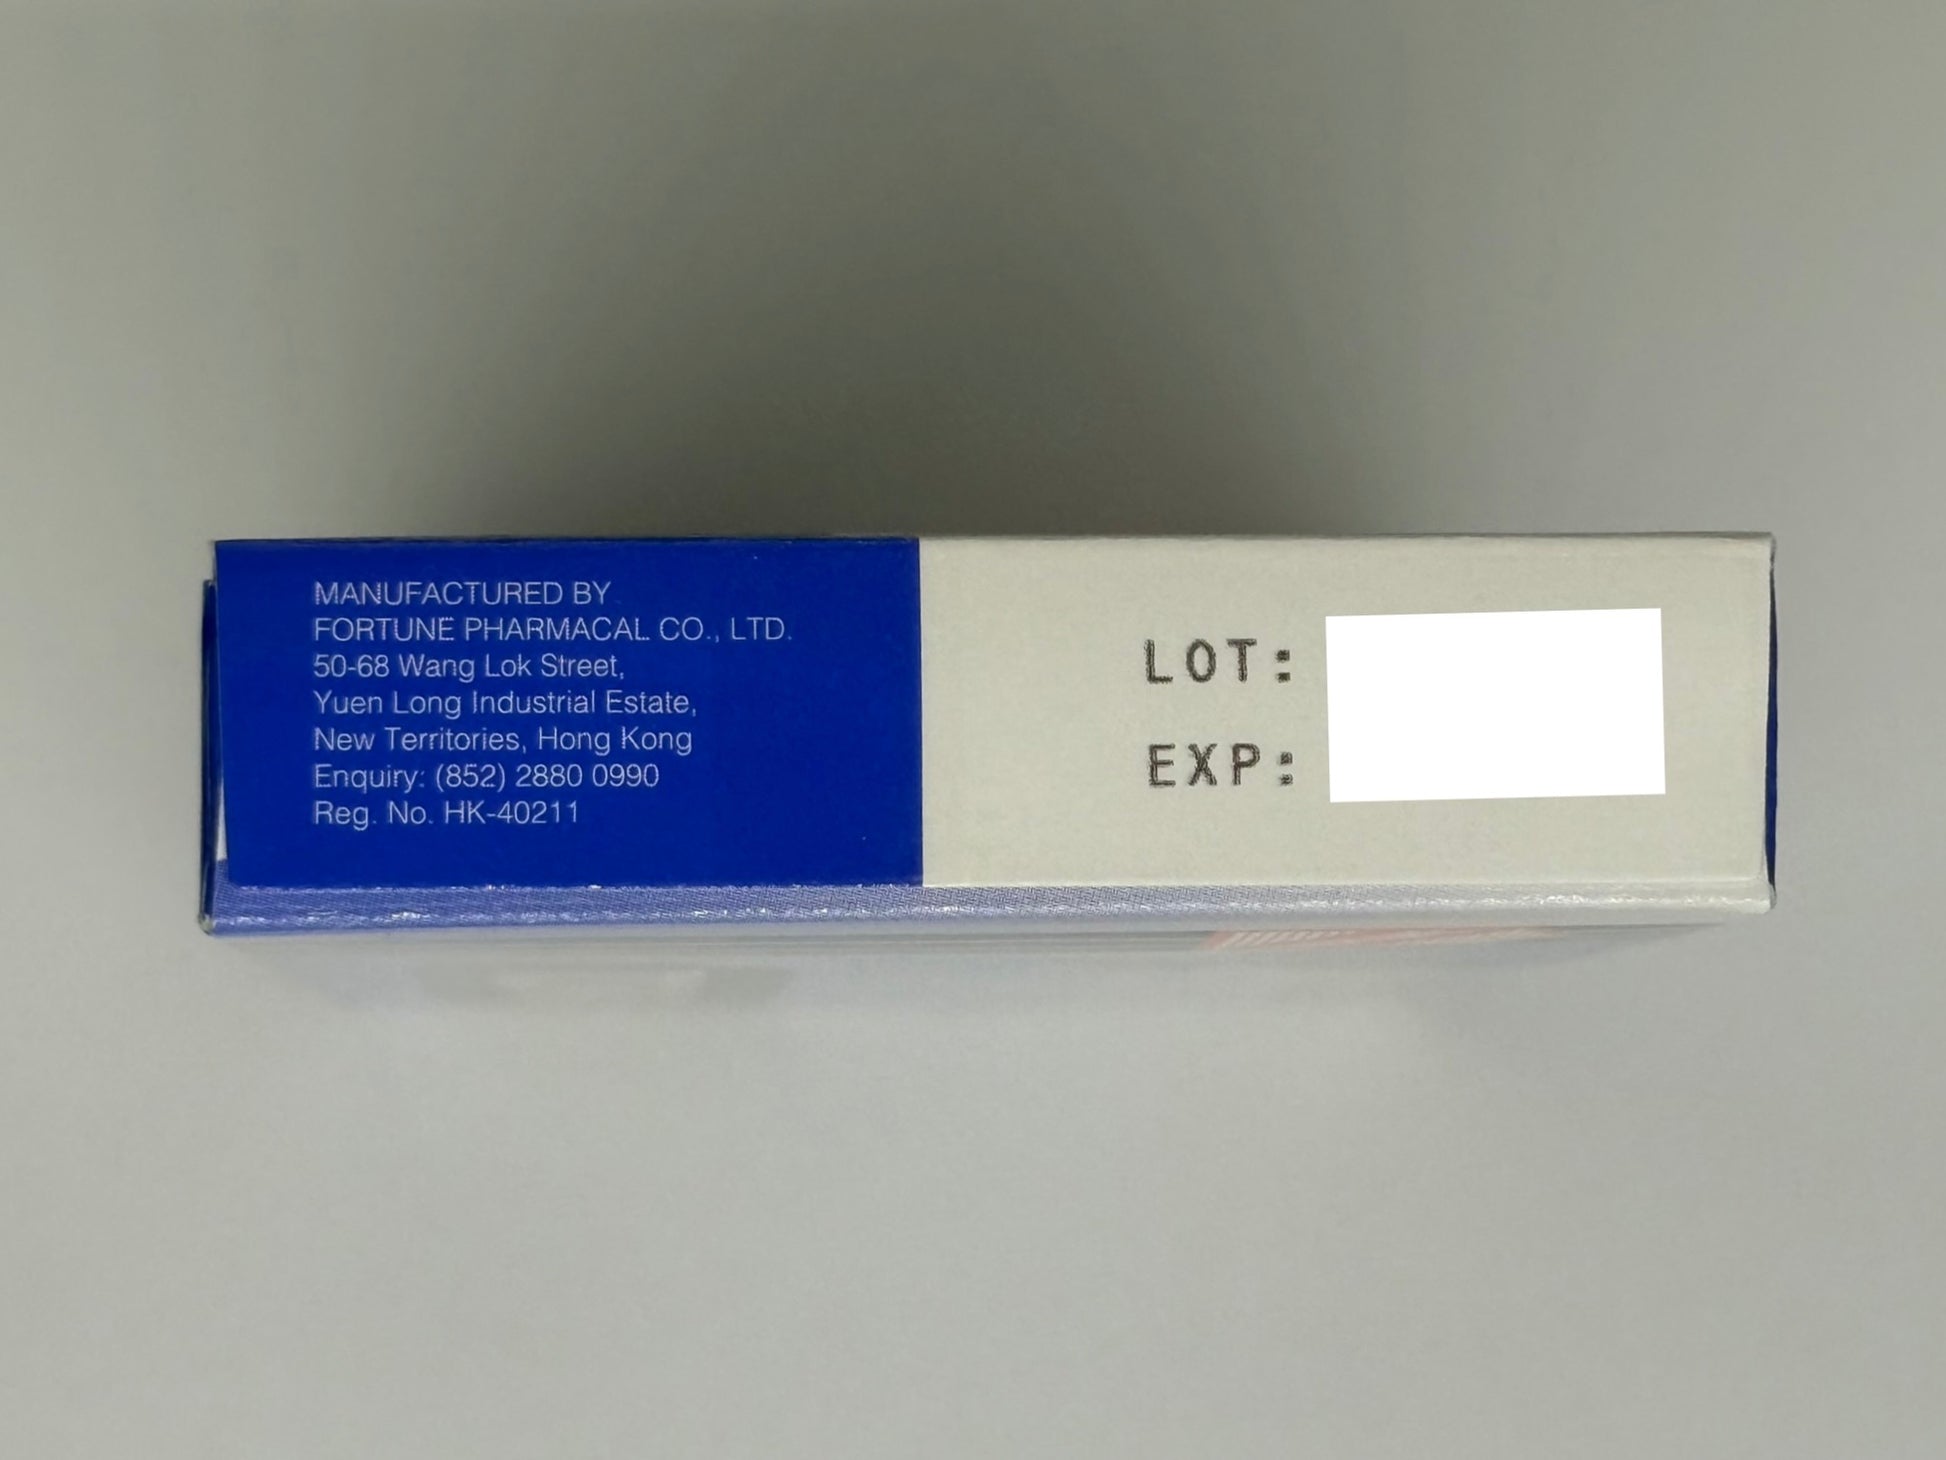 MANUFACTURED BY
FORTUNE PHARMACAL CO., LTD.
50-68 Wang Lok Street,
Yuen Long Industrial Estate,
New Territories, Hong Kong
Enquiry: (852) 2880 0990
Reg. No. HK-40211
LOT:
EXP: